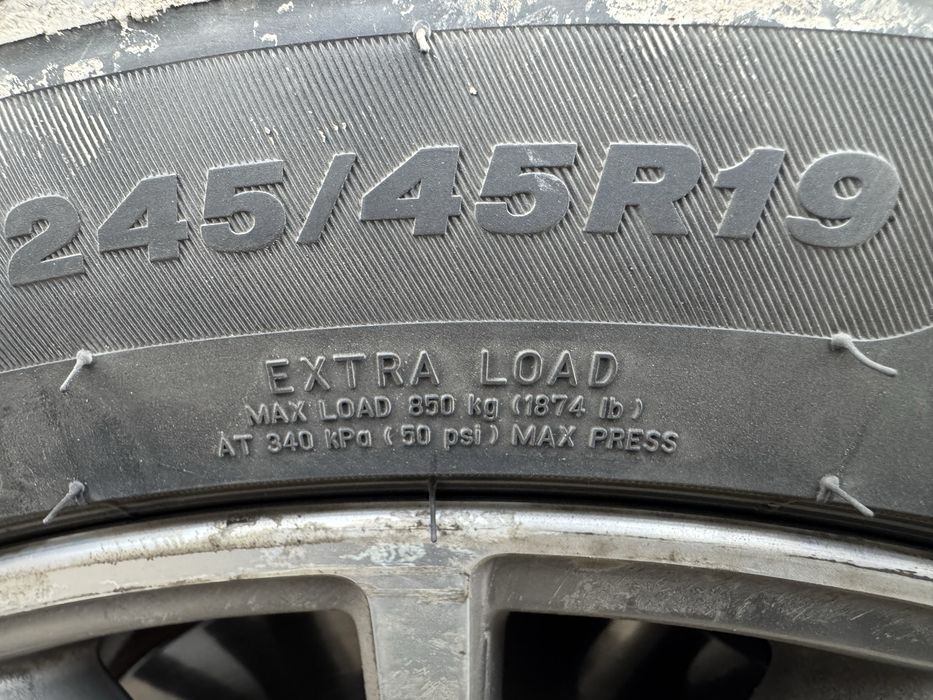 245/45R19
EXTRA LOAD
MAX LOAD 850 kg (1874 lb)
AT 340 kPa (50 psi) MAX PRESS